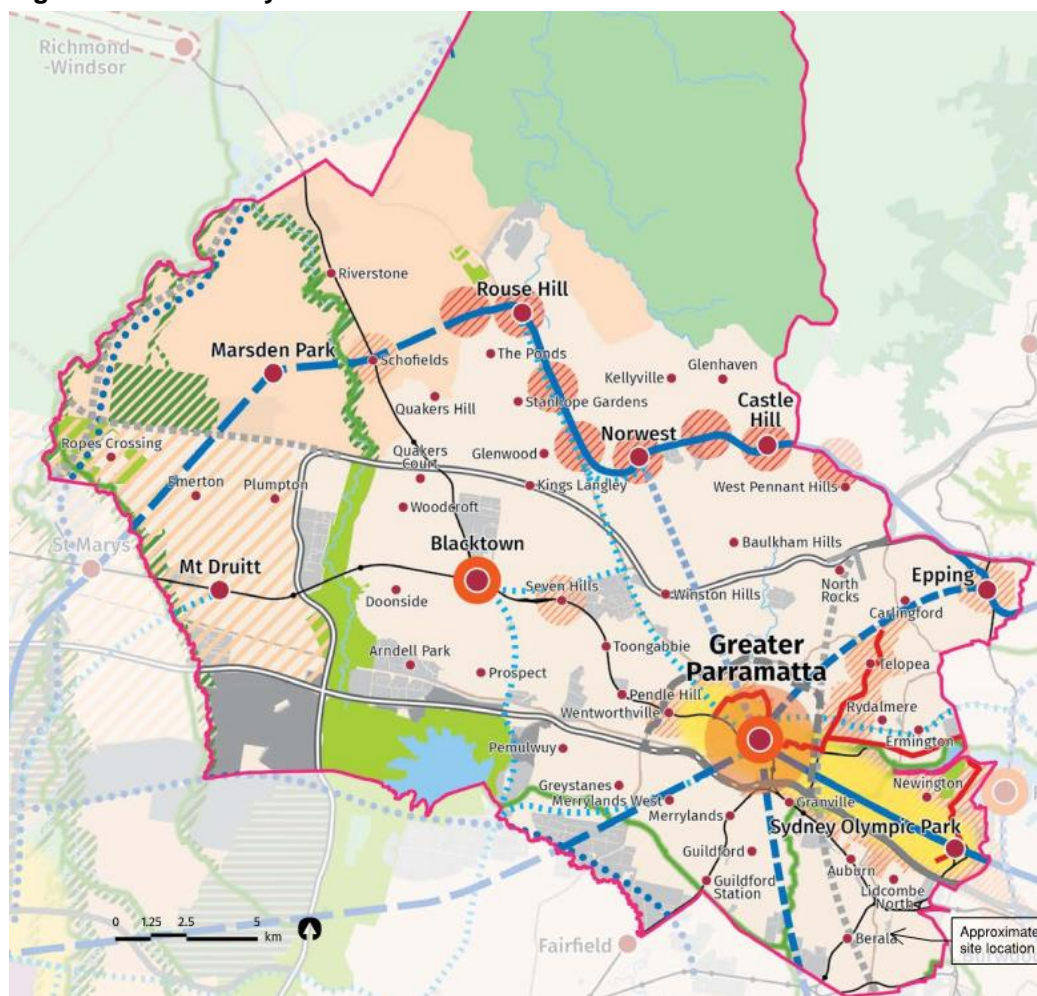 Richmond
-Windsor
Riverstone
Rouse Hill
Marsden Park
Schofields
The Ponds
Kellyville
Glenhaven
Quakers Hill
Stanhope Gardens
Castle
Hill
Norwest
Ropes Crossing
Quakers
Court
Glenwood
Emerton
Plumpton
Kings Langley
West Pennant Hills
Woodcroft
St Marys
Blacktown
Baulkham Hills
Mt Druitt
North
Rocks
Epping
Doonside
Seven Hills
Winston Hills
Carlingford
Greater
Parramatta
Toongabbie
Arndell Park
Prospect
Telopea
Pendle Hill
Wentworthville
Rydalmere
Ermington
Pemulwuy
Newington
Greystanes
Merrylands West
Granville
Merrylands
Sydney Olympic Park
Guildford
Auburn
Guildford
Station
Lidcombe
North
0 1.25 2.5 5
km
Fairfield
Berala
Approximate
site location
Burwood